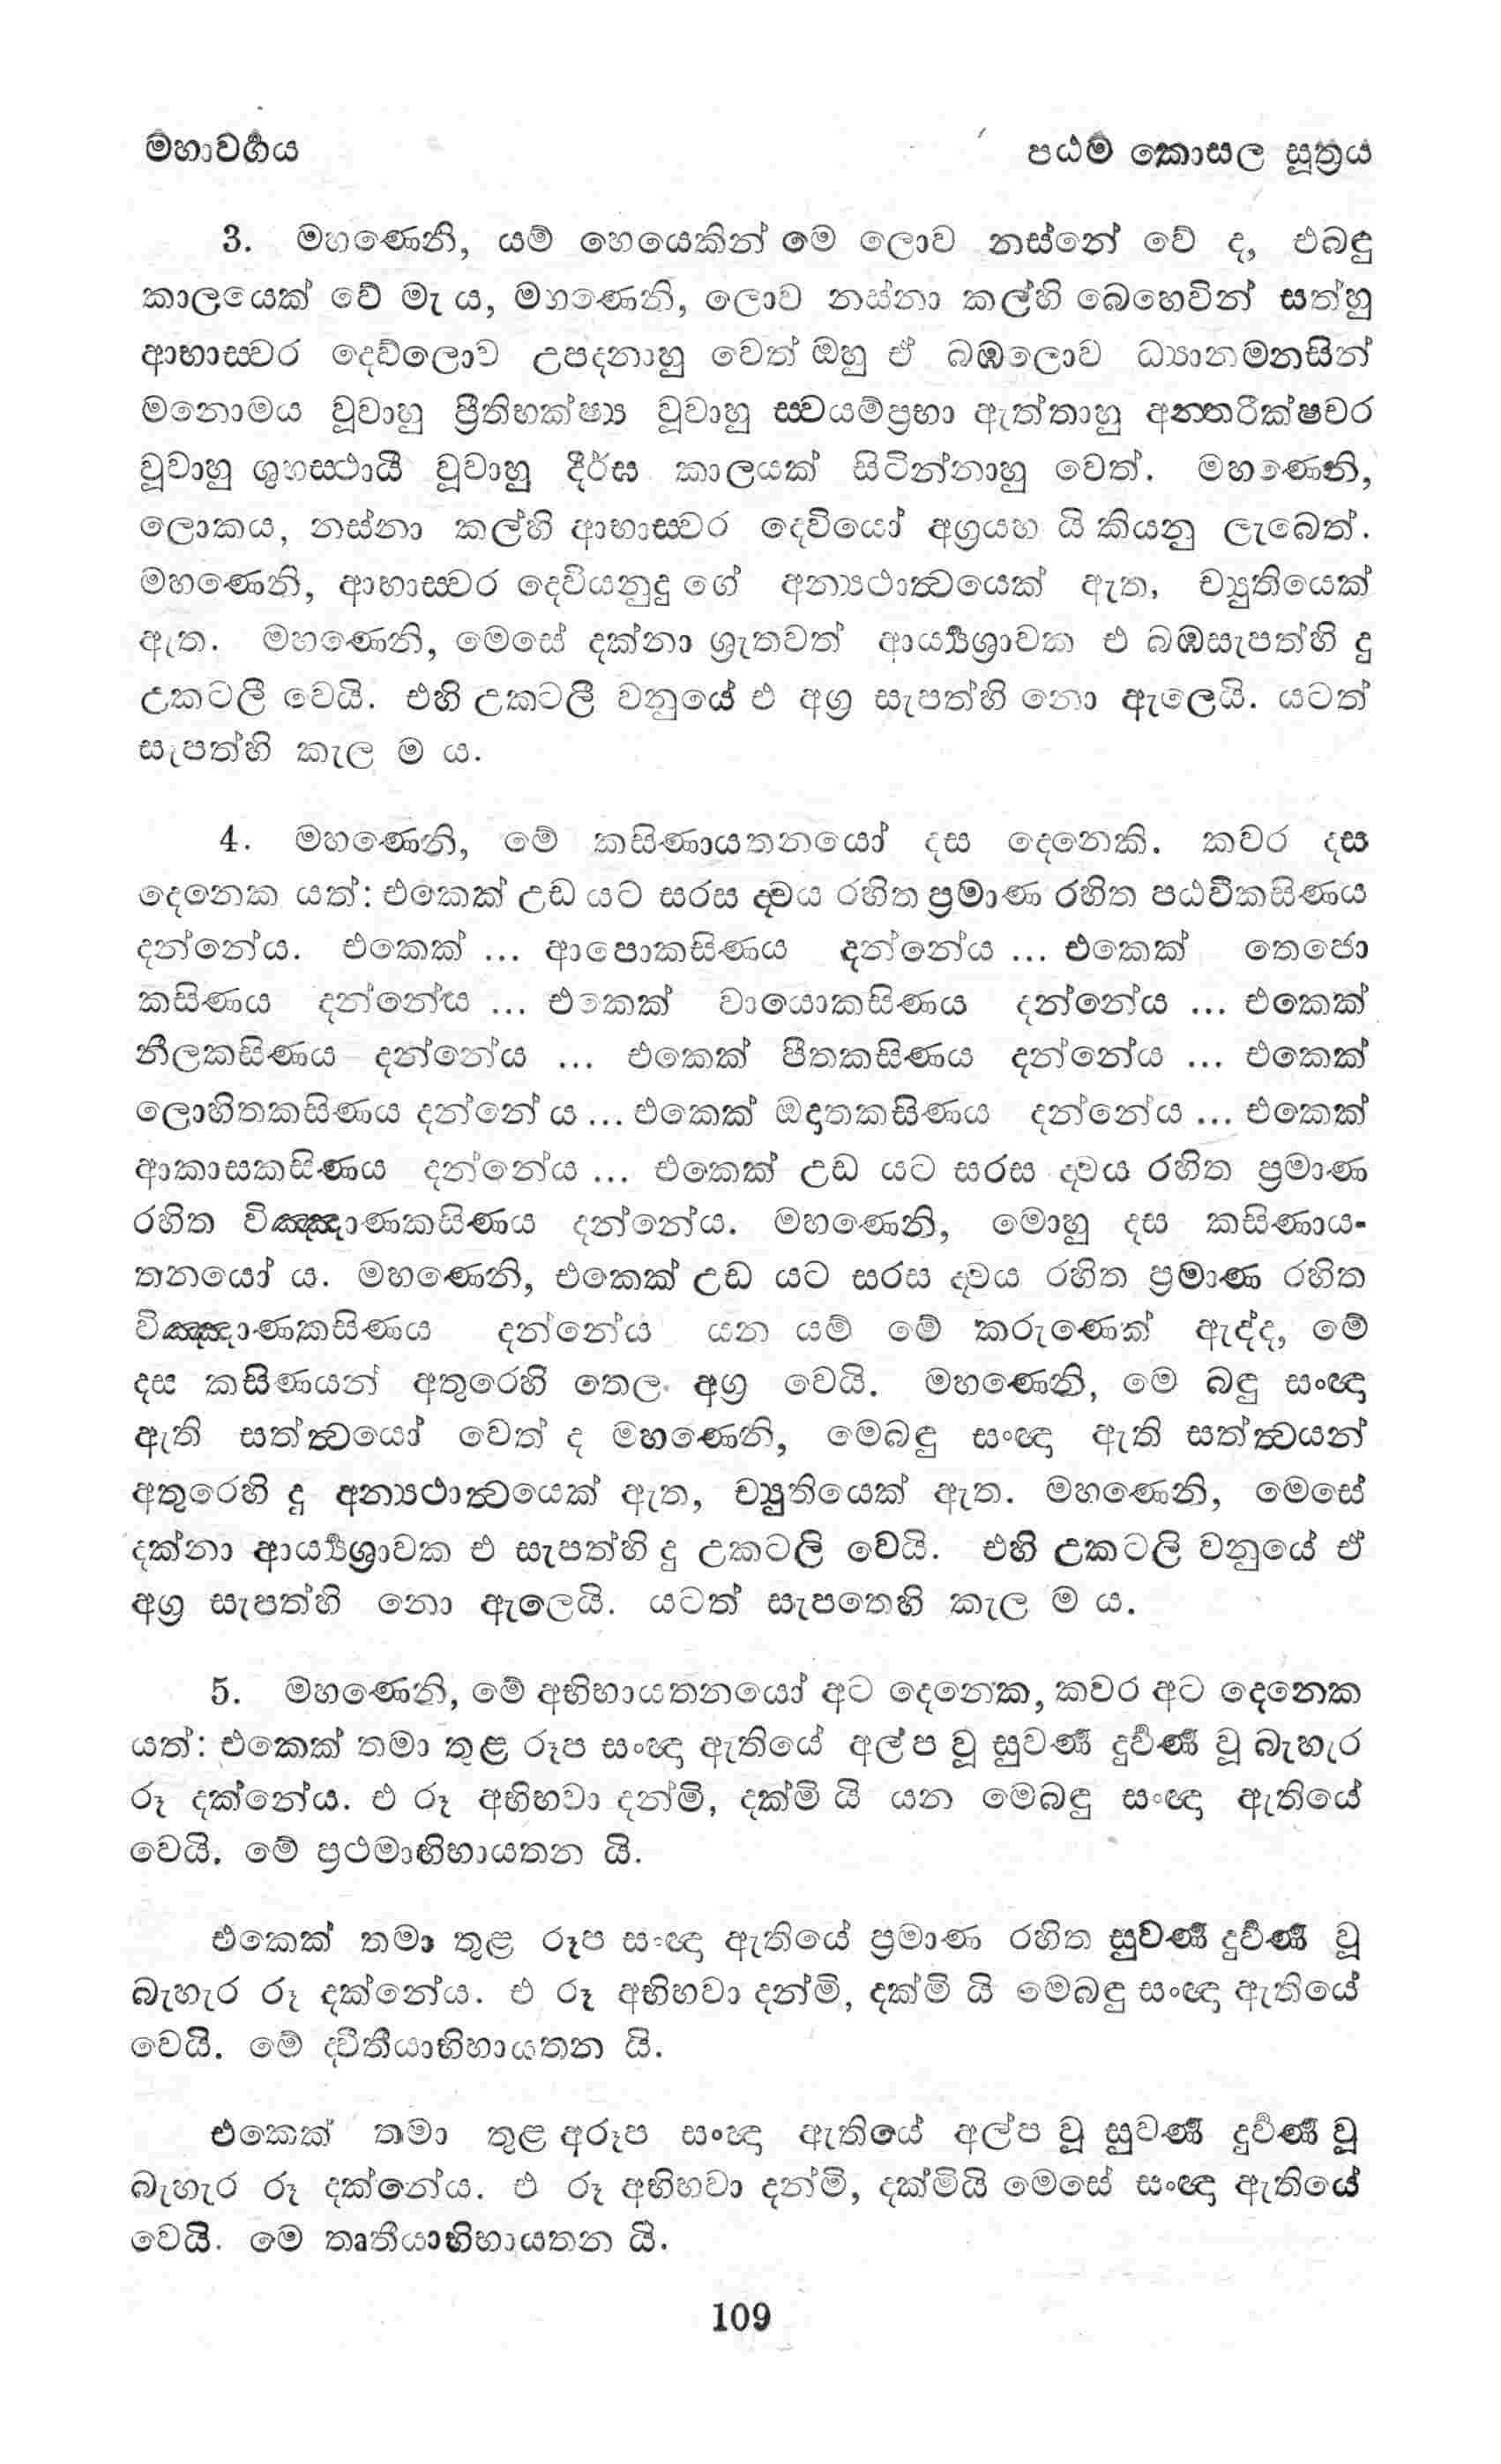 මහාවර්‍ගය
පඨම කොසල සූත්‍රය
3. මහණෙනි, යම් හෙයෙකින් මෙ ලොව නස්නේ වේ ද, එබඳු
කාලයෙක් වේ මැ ය, මහණෙනි, ලොව නස්නා කල්හි බෙහෙවින් සත්හු
ආභාස්‍වර දෙව්ලොව උපදනාහු වෙත් ඔහු ඒ බඹලොව ධ්‍යානමනසින්
මනොමය වූවාහු ප්‍රීතිභක්ෂ්‍ය වූවාහු ස්‍වයම්ප්‍රභා ඇත්තාහු අන්‍තරීක්ෂචර
වූවාහු ශුභස්‍ථායී වූවාහු දීර්ඝ කාලයක් සිටින්නාහු වෙත්. මහණෙනි,
ලොකය, නස්නා කල්හි ආභාස්‍වර දෙවියෝ අග්‍රයහ යි කියනු ලැබෙත්.
මහණෙනි, ආභාස්‍වර දෙවියනුදු ගේ අන්‍යථාත්‍වයෙක් ඇත, ච්‍යුතියෙක්
ඇත. මහණෙනි, මෙසේ දක්නා ශ්‍රැතවත් ආර්‍ය්‍යශ්‍රාවක එ බඹසැපත්හි දු
උකටලී වෙයි. එහි උකටලී වනුයේ එ අග්‍ර සැපත්හි නො ඇලෙයි. යටත්
සැපත්හි කැල ම ය.
4. මහණෙනි, මේ කසිණායතනයෝ දස දෙනෙකි. කවර දස
දෙනෙක යත්: එකෙක් උඩ යට සරස ද්‍වය රහිත ප්‍රමාණ රහිත පඨවිකසිණය
දන්නේය. එකෙක් ... ආපොකසිණය දන්නේය ... එකෙක් තෙජො
කසිණය දන්නේය ... එකෙක් වායොකසිණය දන්නේය ... එකෙක්
නීලකසිණය දන්නේය ... එකෙක් පීතකසිණය දන්නේය ... එකෙක්
ලොහිතකසිණය දන්නේ ය ... එකෙක් ඔදතකසිණය දන්නේය ... එකෙක්
ආකාසකසිණය දන්නේය ... එකෙක් උඩ යට සරස ද්‍වය රහිත ප්‍රමාණ
රහිත විඤ්ඤාණකසිණය දන්නේය. මහණෙනි, මොහු දස කසිණාය-
තනයෝ ය. මහණෙනි, එකෙක් උඩ යට සරස ද්‍වය රහිත ප්‍රමාණ රහිත
විඤ්ඤාණකසිණය දන්නේය යන යම් මේ කරුණෙක් ඇද්ද, මේ
දස කසිණයන් අතුරෙහි තෙල අග්‍ර වෙයි. මහණෙනි, මෙ බඳු සංඥා
ඇති සත්ත්‍වයෝ වෙත් ද මහණෙනි, මෙබඳු සංඥා ඇති සත්ත්‍වයන්
අතුරෙහි දු අන්‍යථාත්‍වයෙක් ඇත, ච්‍යුතියෙක් ඇත. මහණෙනි, මෙසේ
දක්නා ආර්‍ය්‍යශ්‍රාවක එ සැපත්හි දු උකටලි වෙයි. එහි උකටලි වනුයේ ඒ
අග්‍ර සැපත්හි නො ඇලෙයි. යටත් සැපතෙහි කැල ම ය.
5. මහණෙනි, මේ අභිභායතනයෝ අට දෙනෙක, කවර අට දෙනෙක
යත්: එකෙක් තමා තුළ රූප සංඥා ඇතියේ අල්ප වූ සුවර්‍ණ දුර්‍වර්‍ණ වූ බැහැර
රූ දක්නේය. එ රූ අභිභවා දන්මි, දක්මි යි යන මෙබඳු සංඥා ඇතියේ
වෙයි. මේ ප්‍රථමාභිභායතන යි.
එකෙක් තමා තුළ රූප සංඥා ඇතියේ ප්‍රමාණ රහිත සුවර්‍ණ දුර්‍වර්‍ණ වූ
බැහැර රූ දක්නේය. එ රූ අභිභවා දන්මි, දක්මි යි මෙබඳු සංඥා ඇතියේ
වෙයි. මේ ද්‍විතීයාභිභායතන යි.
එකෙක් තමා තුළ අරූප සංඥා ඇතියේ අල්ප වූ සුවර්‍ණ දුර්‍වර්‍ණ වූ
බැහැර රූ දක්නේය. එ රූ අභිභවා දන්මි, දක්මියි මෙසේ සංඥා ඇතියේ
වෙයි. මෙ තෘතීයාභිභායතන යි.
109